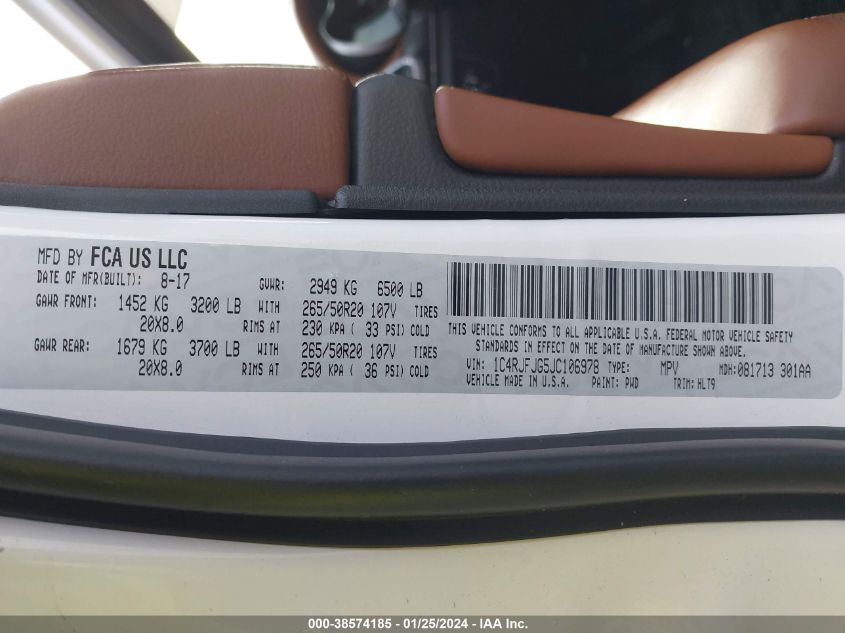 MFD BY FCA US LLC
DATE OF MFR(BUILT): 8-17 GVWR: 2949 KG 6500 LB
GAWR FRONT: 1452 KG 3200 LB WITH 265/50R20 107V TIRES
20X8.0 RIMS AT 230 KPA ( 33 PSI) COLD
GAWR REAR: 1679 KG 3700 LB WITH 265/50R20 107V TIRES
20X8.0 RIMS AT 250 KPA ( 36 PSI) COLD
THIS VEHICLE CONFORMS TO ALL APPLICABLE U.S.A. FEDERAL MOTOR VEHICLE SAFETY
STANDARDS IN EFFECT ON THE DATE OF MANUFACTURE SHOWN ABOVE.
VIN: 1C4RJFJG5JC106978 TYPE: MPV MDH:081713 301AA
VEHICLE MADE IN U.S.A. PAINT: PWD TRIM: HLT9
000-38574185 - 01/25/2024 - IAA Inc.